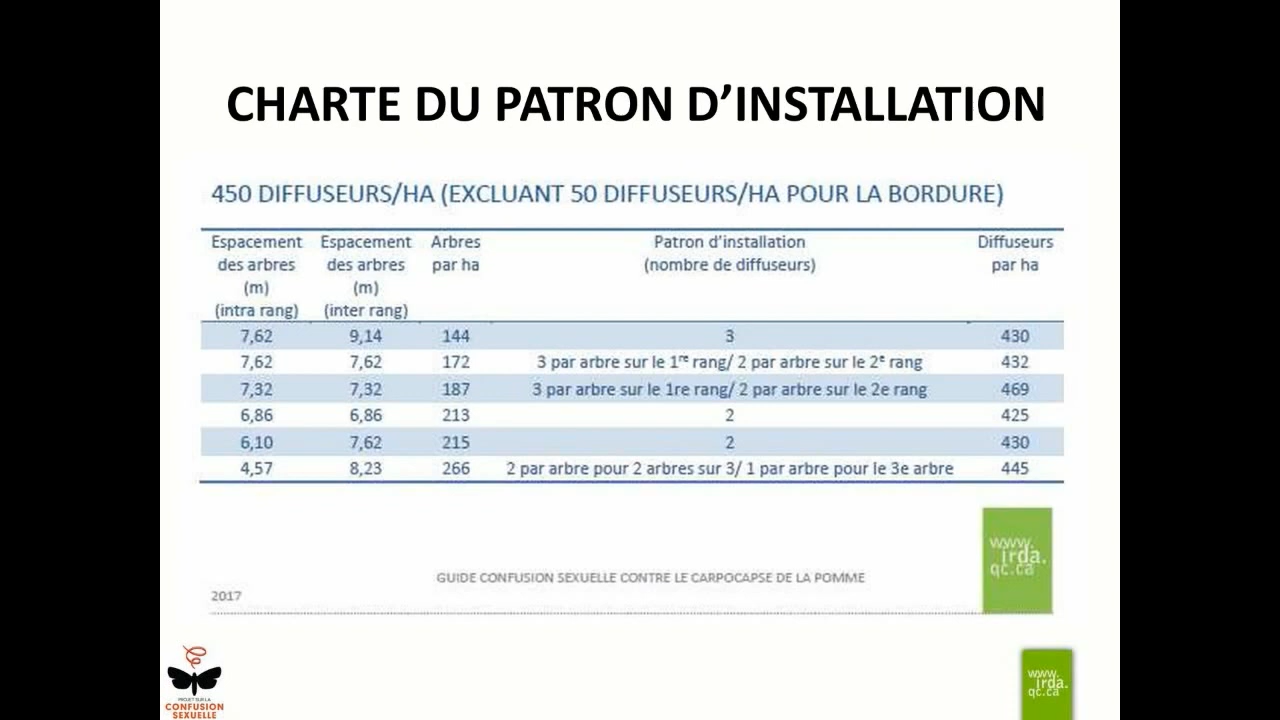 CHARTE DU PATRON D’INSTALLATION
450 DIFFUSEURS/HA (EXCLUANT 50 DIFFUSEURS/HA POUR LA BORDURE)
Espacement des arbres (m) (intra rang) Espacement des arbres (m) (inter rang) Arbres par ha Patron d’installation (nombre de diffuseurs) Diffuseurs par ha
7,62 9,14 144 3 430
7,62 7,62 172 3 par arbre sur le 1re rang/ 2 par arbre sur le 2e rang 432
7,32 7,32 187 3 par arbre sur le 1re rang/ 2 par arbre sur le 2e rang 469
6,86 6,86 213 2 425
6,10 7,62 215 2 430
4,57 8,23 266 2 par arbre pour 2 arbres sur 3/ 1 par arbre pour le 3e arbre 445
www.
irda.
qc.ca
GUIDE CONFUSION SEXUELLE CONTRE LE CARPOCAPSE DE LA POMME
2017
PROJET SUR LA
CONFUSION
SEXUELLE
www.
irda.
qc.ca